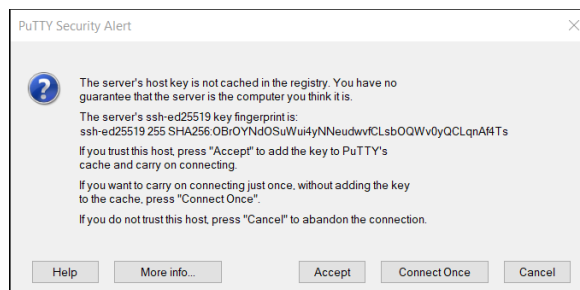 PuTTY Security Alert
The server's host key is not cached in the registry. You have no
guarantee that the server is the computer you think it is.
The server's ssh-ed25519 key fingerprint is:
ssh-ed25519 255 SHA256:OBrOYNdOSuWui4yNNeudwvfCLsbOQWv0yQCLqnAf4Ts
If you trust this host, press "Accept" to add the key to PuTTY's
cache and carry on connecting.
If you want to carry on connecting just once, without adding the key
to the cache, press "Connect Once".
If you do not trust this host, press "Cancel" to abandon the connection.
Help More info... Accept Connect Once Cancel